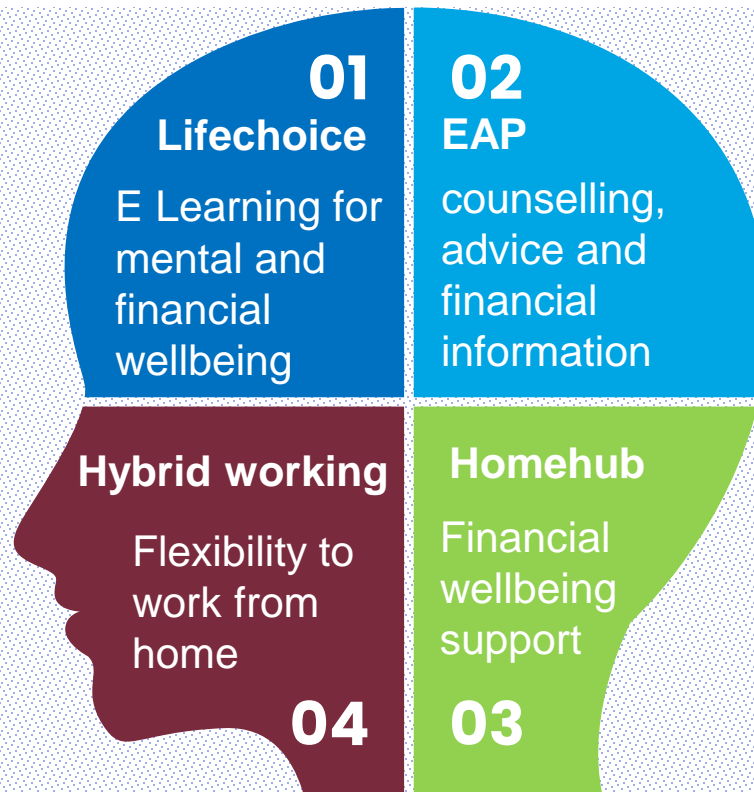 01
Lifechoice
E Learning for
mental and
financial
wellbeing
02
EAP
counselling,
advice and
financial
information
Homehub
Financial
wellbeing
support
03
Hybrid working
Flexibility to
work from
home
04